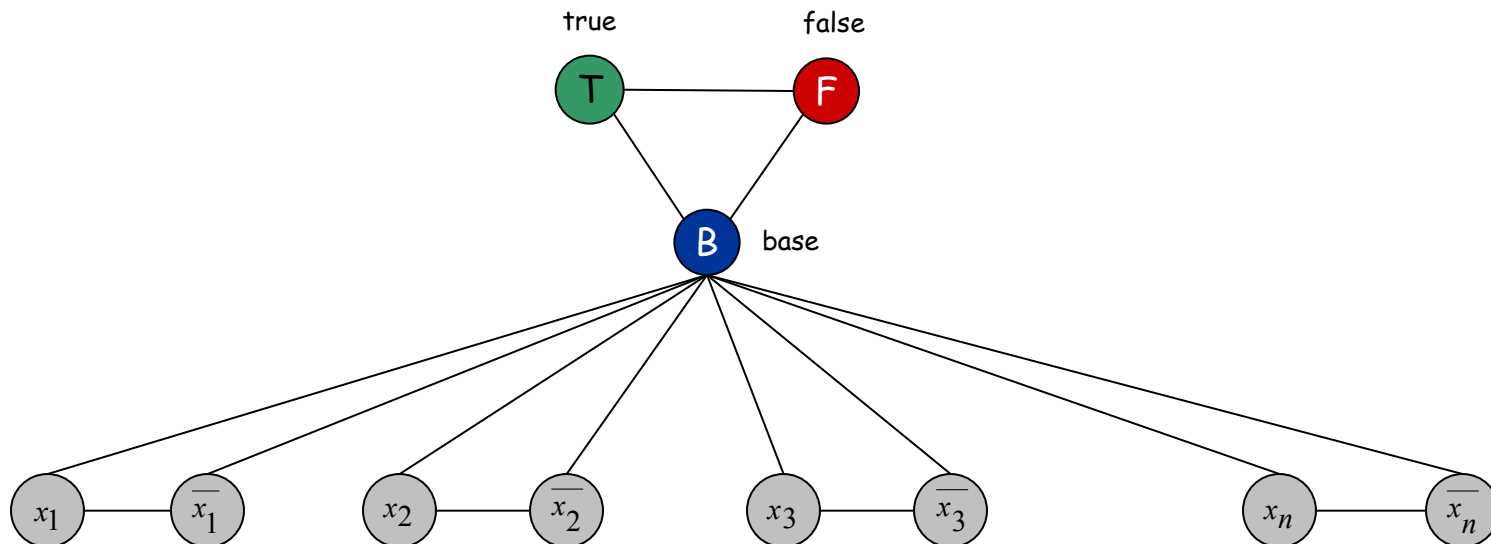 true false
T F
B base
x₁ x̅₁ x₂ x̅₂ x₃ x̅₃ xₙ x̅ₙ